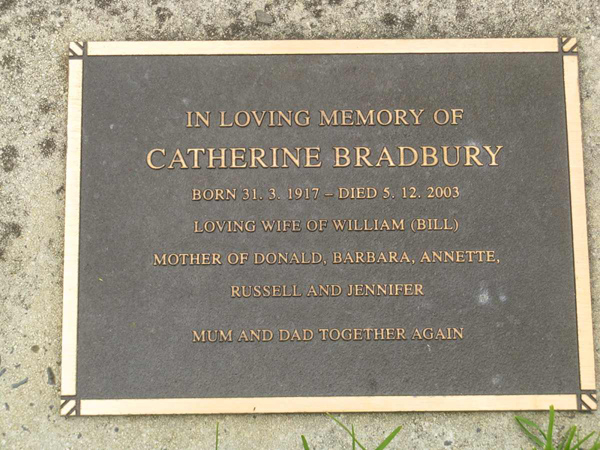 IN LOVING MEMORY OF
CATHERINE BRADBURY
BORN 31. 3. 1917 – DIED 5. 12. 2003
LOVING WIFE OF WILLIAM (BILL)
MOTHER OF DONALD, BARBARA, ANNETTE,
RUSSELL AND JENNIFER
MUM AND DAD TOGETHER AGAIN